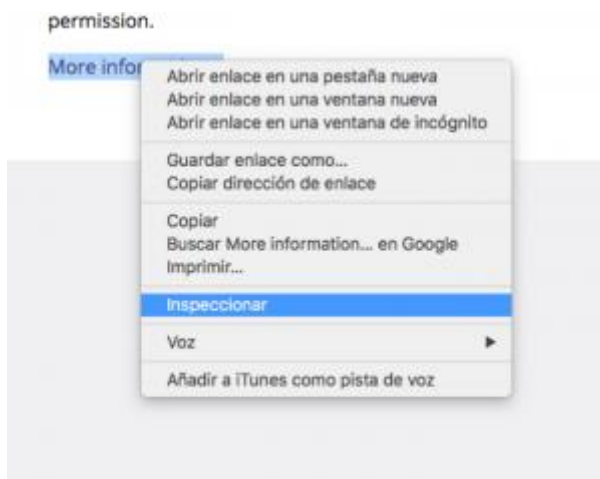 permission.
More infor
Abrir enlace en una pestaña nueva
Abrir enlace en una ventana nueva
Abrir enlace en una ventana de incógnito
Guardar enlace como...
Copiar dirección de enlace
Copiar
Buscar More information... en Google
Imprimir...
Inspeccionar
Voz
Añadir a iTunes como pista de voz